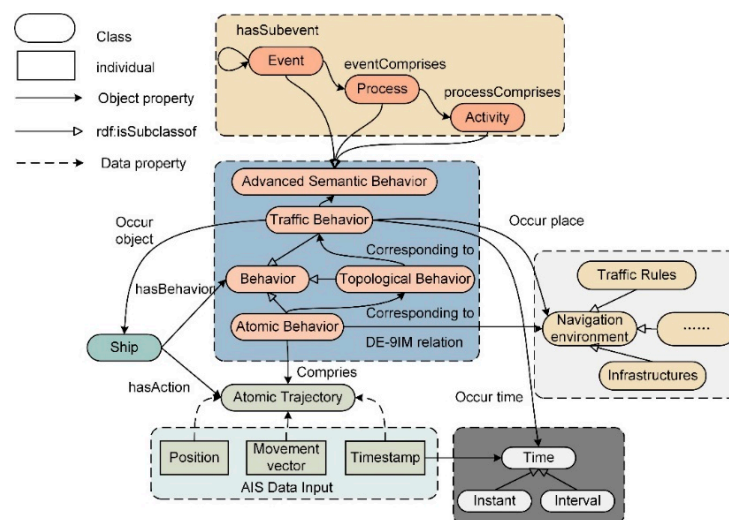 Class
individual
Object property
rdf:isSubclassof
Data property
hasSubevent
Event
eventComprises
Process
processComprises
Activity
Advanced Semantic Behavior
Traffic Behavior
Occur
object
Occur place
Corresponding to
Behavior
Topological Behavior
hasBehavior
Atomic Behavior
Corresponding to
DE-9IM relation
Traffic Rules
Navigation
environment
......
Infrastructures
Ship
hasAction
Compries
Atomic Trajectory
Occur time
Position
Movement
vector
Timestamp
AIS Data Input
Time
Instant
Interval